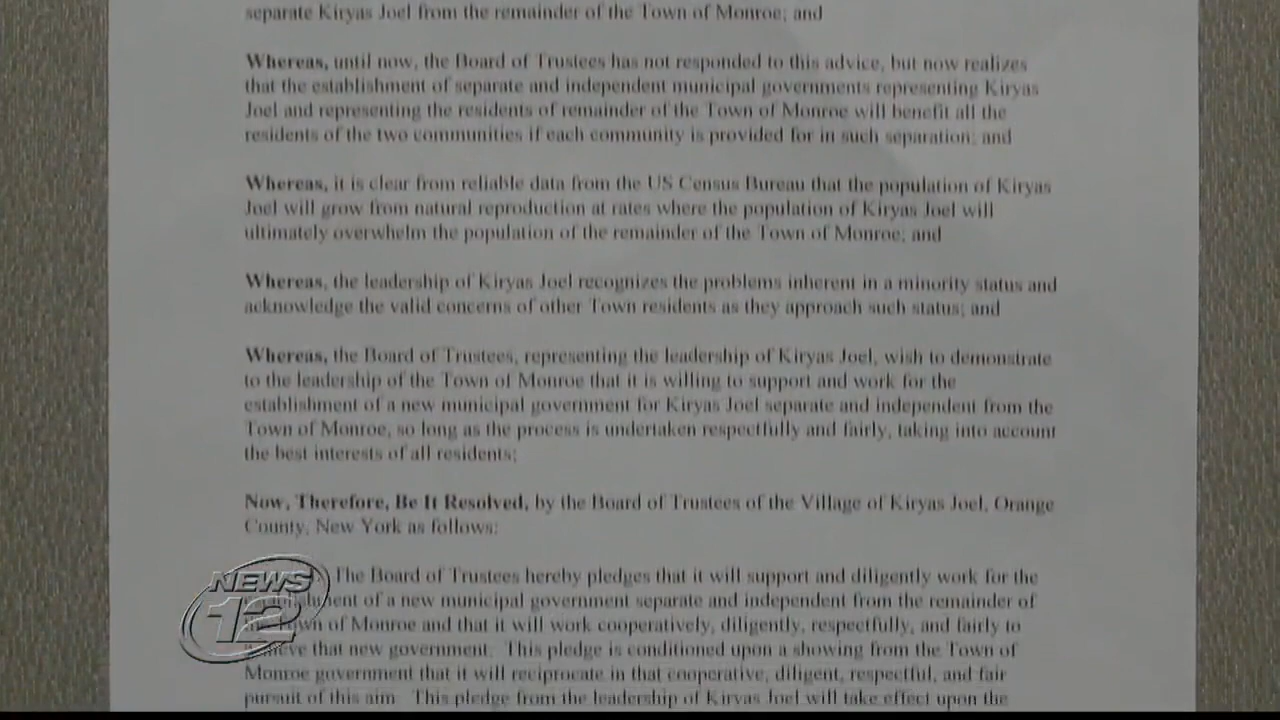 separate Kiryas Joel from the remainder of the Town of Monroe; and
Whereas, until now, the Board of Trustees has not responded to this advice, but now realizes
that the establishment of separate and independent municipal governments representing Kiryas
Joel and representing the residents of remainder of the Town of Monroe will benefit all the
residents of the two communities if each community is provided for in such separation; and
Whereas, it is clear from reliable data from the US Census Bureau that the population of Kiryas
Joel will grow from natural reproduction at rates where the population of Kiryas Joel will
ultimately overwhelm the population of the remainder of the Town of Monroe; and
Whereas, the leadership of Kiryas Joel recognizes the problems inherent in a minority status and
acknowledge the valid concerns of other Town residents as they approach such status; and
Whereas, the Board of Trustees, representing the leadership of Kiryas Joel, wish to demonstrate
to the leadership of the Town of Monroe that it is willing to support and work for the
establishment of a new municipal government for Kiryas Joel separate and independent from the
Town of Monroe, so long as the process is undertaken respectfully and fairly, taking into account
the best interests of all residents;
Now, Therefore, Be It Resolved, by the Board of Trustees of the Village of Kiryas Joel, Orange
County, New York as follows:
The Board of Trustees hereby pledges that it will support and diligently work for the
of a new municipal government separate and independent from the remainder of
Town of Monroe and that it will work cooperatively, diligently, respectfully, and fairly to
that new government. This pledge is conditioned upon a showing from the Town of
Monroe government that it will reciprocate in that cooperative, diligent, respectful, and fair
pursuit of this aim. This pledge from the leadership of Kiryas Joel will take effect upon the
NEWS
12